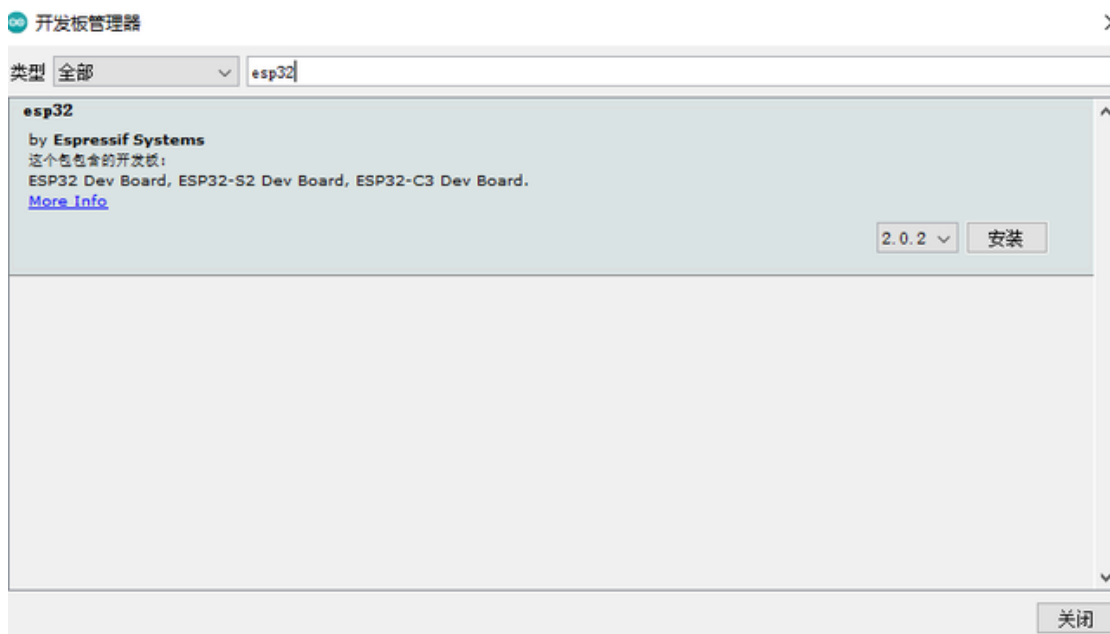 开发板管理器
类型 全部 esp32
esp32
by Espressif Systems
这个包包含的开发板:
ESP32 Dev Board, ESP32-S2 Dev Board, ESP32-C3 Dev Board.
More Info
2.0.2 安装
关闭